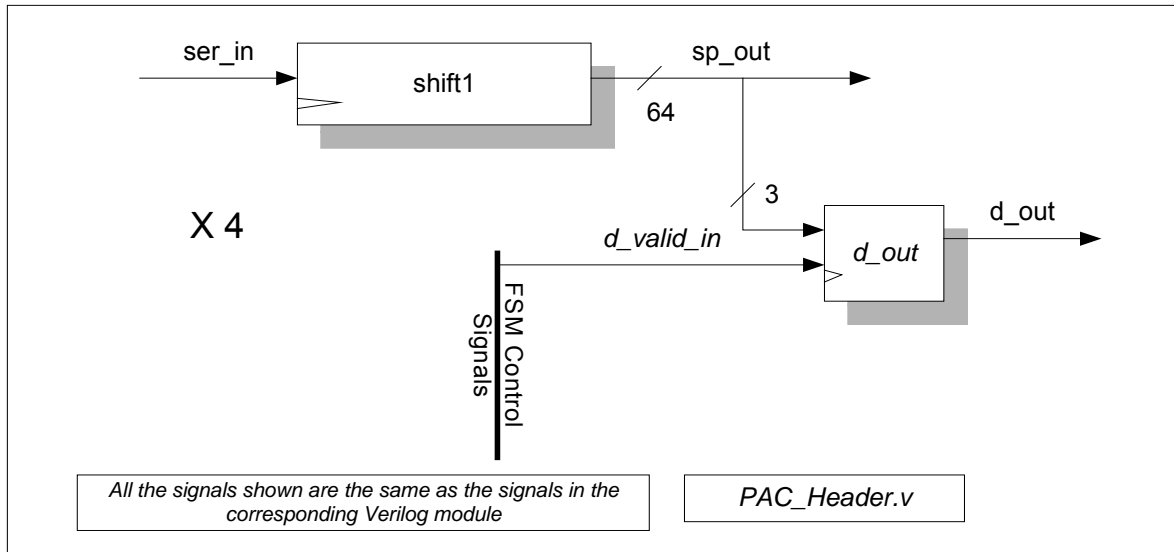 ser_in
shift1
sp_out
64
3
X 4
d_valid_in
d_out
d_out
FSM Control
Signals
All the signals shown are the same as the signals in the
corresponding Verilog module
PAC_Header.v